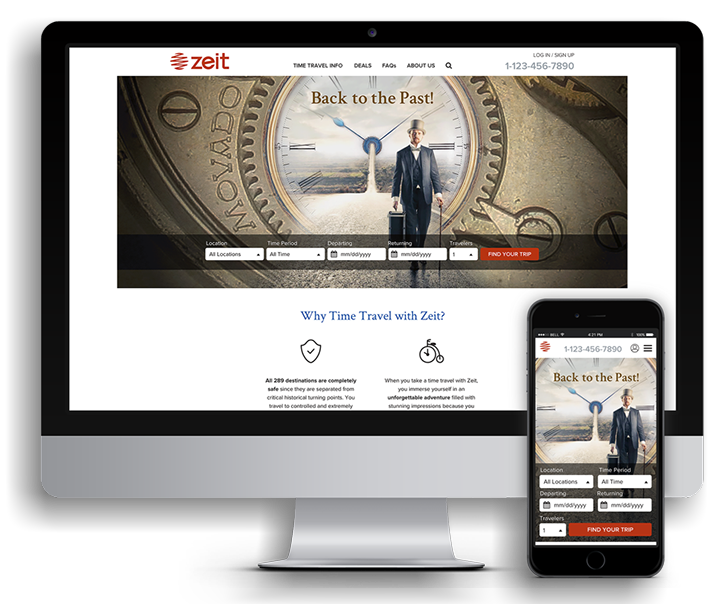 zeit
TIME TRAVEL INFO DEALS FAQs ABOUT US
LOG IN / SIGN UP
1-123-456-7890
Back to the Past!
MOVADO
Location Time Period Departing Returning Travelers
All Locations All Time mm/dd/yyyy mm/dd/yyyy 1 FIND YOUR TRIP
Why Time Travel with Zeit?
All 289 destinations are completely
safe since they are separated from
critical historical turning points. You
travel to controlled and extremely
When you take a time travel with Zeit,
you immerse yourself in an
unforgettable adventure filled with
stunning impressions because you
BELL 4:21 PM 100%
1-123-456-7890
Back to the Past!
Location Time Period
All Locations All Time
Departing Returning
mm/dd/yyyy mm/dd/yyyy
Travelers
1 FIND YOUR TRIP